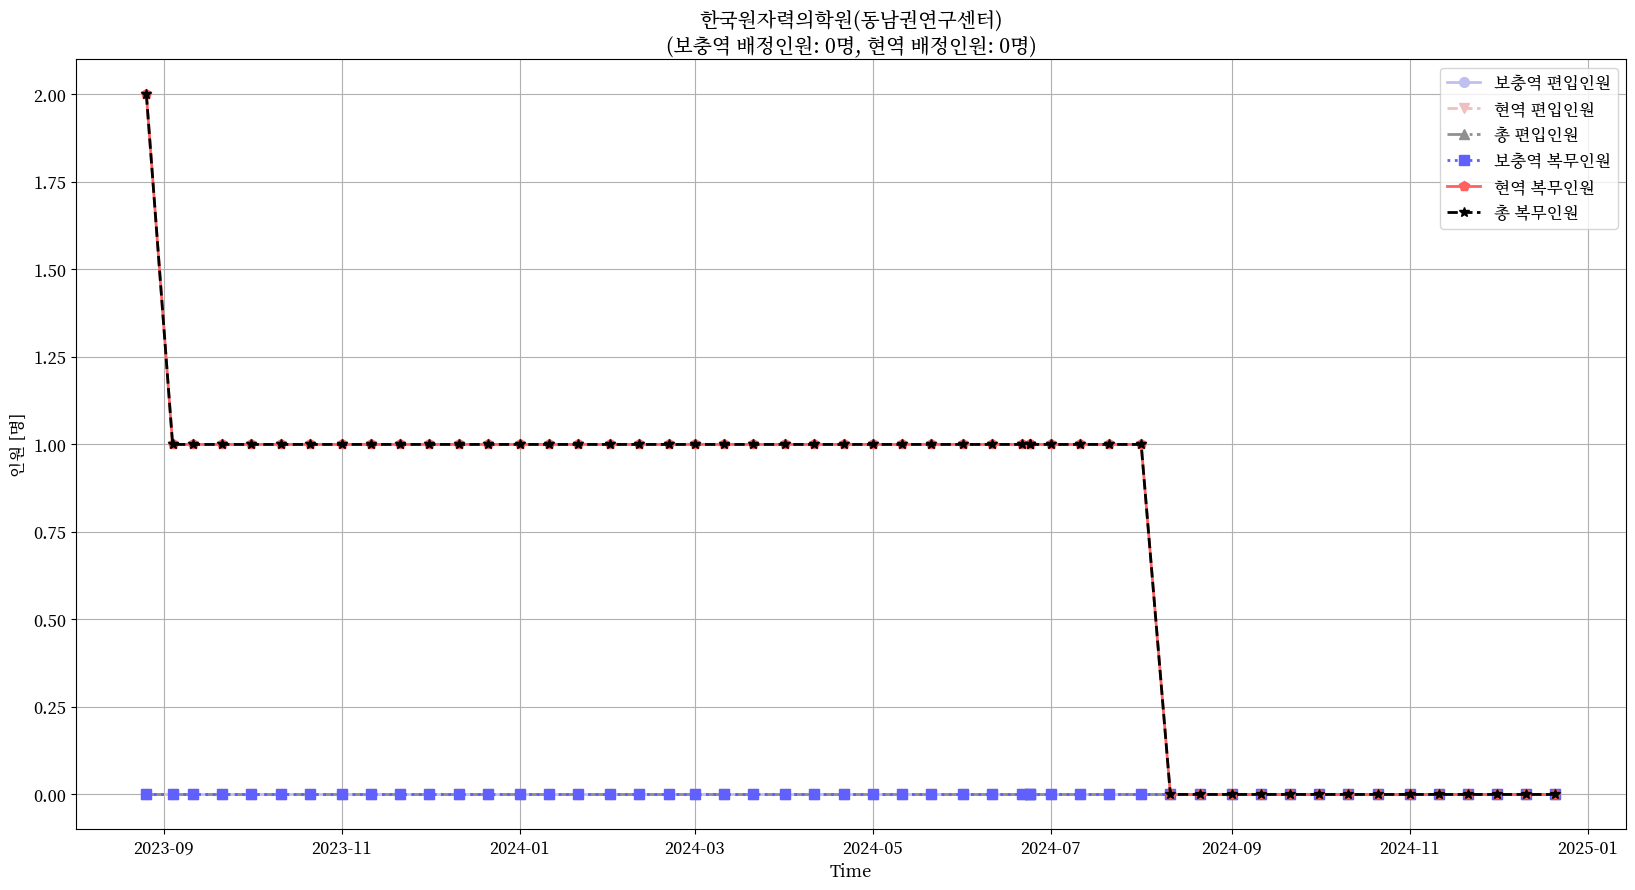 한국원자력의학원(동남권연구센터)
(보충역 배정인원: 0명, 현역 배정인원: 0명)
보충역 편입인원
현역 편입인원
총 편입인원
보충역 복무인원
현역 복무인원
총 복무인원
인원 [명]
2.00
1.75
1.50
1.25
1.00
0.75
0.50
0.25
0.00
2023-09
2023-11
2024-01
2024-03
2024-05
2024-07
2024-09
2024-11
2025-01
Time